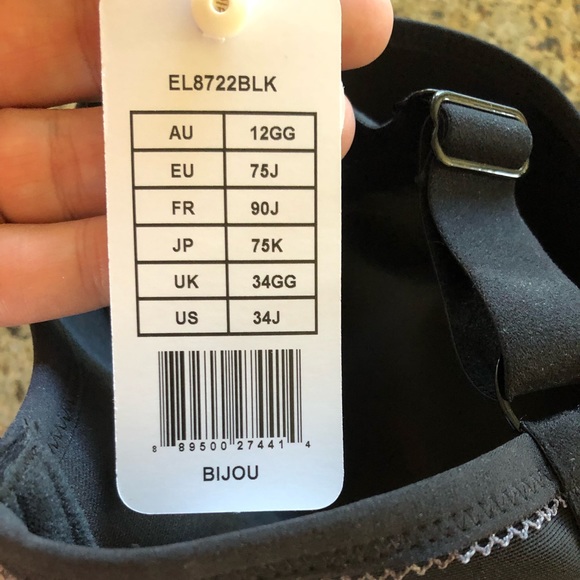 EL8722BLK
AU 12GG
EU 75J
FR 90J
JP 75K
UK 34GG
US 34J
8 89500 27441 4
BIJOU